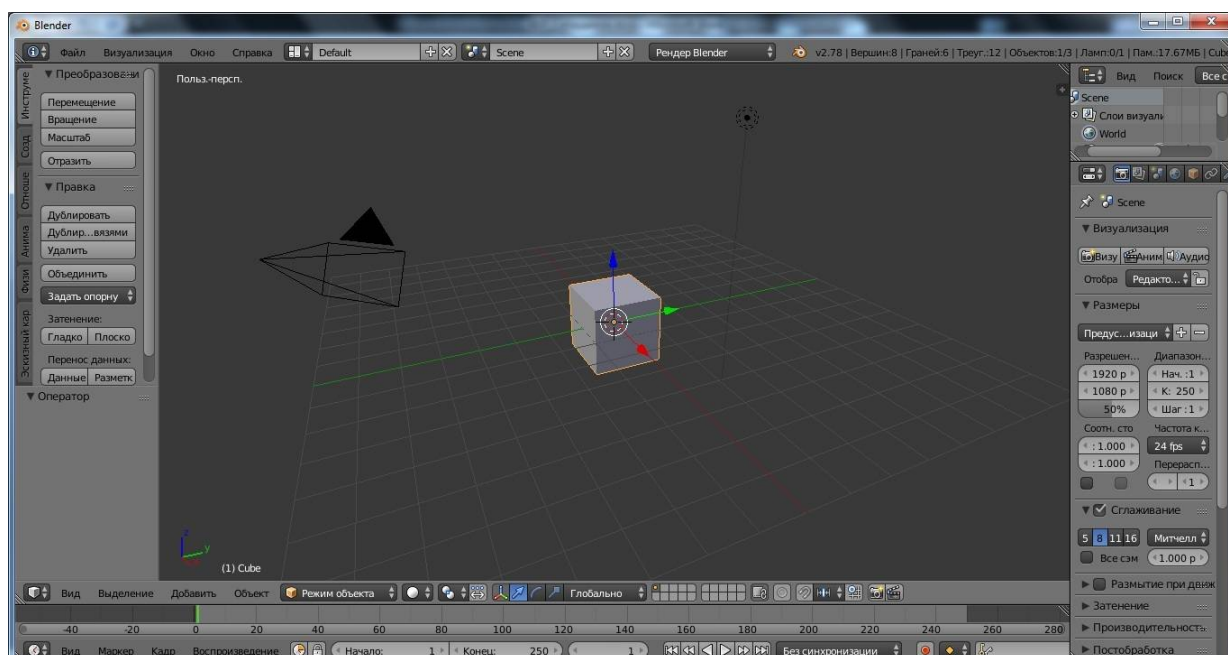 Blender
Файл Визуализация Окно Справка Default Scene Рендер Blender v2.78 | Вершин:8 | Граней:6 | Треуг.:12 | Объектов:1/3 | Ламп:0/1 | Пам.:17.67МБ | Cube
Инструме
Созд
Отноше
Анима
Физи
Эскизный кар
Преобразовани
Перемещение
Вращение
Масштаб
Отразить
Правка
Дублировать
Дублир...вязями
Удалить
Объединить
Задать опорну
Затенение:
Гладко Плоско
Перенос данных:
Данные Разметк
Оператор
Польз.-персп.
z
y
(1) Cube
Вид Выделение Добавить Объект Режим объекта Глобально
-40 -20 0 20 40 60 80 100 120 140 160 180 200 220 240 260 280
Вид Маркер Кадр Воспроизведение Начало: 1 Конец: 250 1 Без синхронизации
Вид Поиск Все с
Scene
Слои визуали
World
Scene
Визуализация
Визу Аним Аудио
Отобра Редакто...
Размеры
Предус...изаци
Разрешен... Диапазон...
1920 p Нач. :1
1080 p К: 250
50% Шаг :1
Соотн. сто Частота к...
: 1.000 24 fps
: 1.000 Перерасп...
1
Сглаживание
5 8 11 16 Митчелл
Все сэм 1.000 p
Размытие при движ
Затенение
Производительность
Постобработка